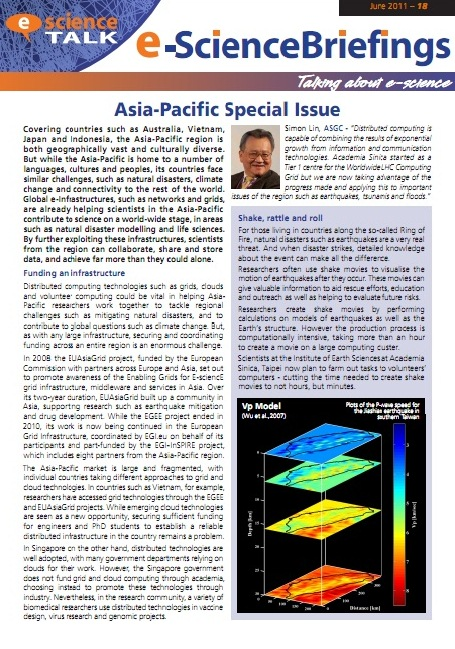 e science
TALK
June 2011 – 18
e-ScienceBriefings
Talking about e-science
Asia-Pacific Special Issue
Covering countries such as Australia, Vietnam,
Japan and Indonesia, the Asia-Pacific region is
both geographically vast and culturally diverse.
But while the Asia-Pacific is home to a number of
languages, cultures and peoples, its countries face
similar challenges, such as natural disasters, climate
change and connectivity to the rest of the world.
Global e-Infrastructures, such as networks and grids,
are already helping scientists in the Asia-Pacific
contribute to science on a world-wide stage, in areas
such as natural disaster modelling and life sciences.
By further exploiting these infrastructures, scientists
from the region can collaborate, share and store
data, and achieve far more than they could alone.
Funding an infrastructure
Distributed computing technologies such as grids, clouds
and volunteer computing could be vital in helping Asia-
Pacific researchers work together to tackle regional
challenges such as mitigating natural disasters, and to
contribute to global questions such as climate change. But,
as with any large infrastructure, securing and coordinating
funding across an entire region is an enormous challenge.
In 2008 the EUAsiaGrid project, funded by the European
Commission with partners across Europe and Asia, set out
to promote awareness of the Enabling Grids for E-sciencE
grid infrastructure, middleware and services in Asia. Over
its two-year curation, EUAsiaGrid built up a community in
Asia, supporting research such as earthquake mitigation
and drug development. While the EGEE project ended in
2010, its work is now being continued in the European
Grid Infrastructure, coordinated by EGI.eu on behalf of its
participants and part-funded by the EGI-InSPIRE project,
which includes eight partners from the Asia-Pacific region.
The Asia-Pacific market is large and fragmented, with
individual countries taking different approaches to grid and
cloud technologies. In countries such as Vietnam, for example,
researchers have accessed grid technologies through the EGEE
and EUAsiaGrid projects. While emerging cloud technologies
are seen as a new opportunity, securing sufficient funding
for engineers and PhD students to establish a reliable
distributed infrastructure in the country remains a problem.
In Singapore on the other hand, distributed technologies are
well adopted, with many government departments relying on
clouds for their work. However, the Singapore government
does not fund grid and cloud computing through academia,
choosing instead to promote these technologies through
industry. Nevertheless, in the research community, a variety of
biomedical researchers use distributed technologies in vaccine
design, virus research and genomic projects.
Simon Lin, ASGC - "Distributed computing is
capable of combining the results of exponential
growth from information and communication
technologies. Academia Sinica started as a
Tier 1 centre for the Worldwide LHC Computing
Grid but we are now taking advantage of the
progress made and applying this to important
issues of the region such as earthquakes, tsunamis and floods."
Shake, rattle and roll
For those living in countries along the so-called Ring of
Fire, natural disasters such as earthquakes are a very real
threat. And when disaster strikes, detailed knowledge
about the event can make all the difference.
Researchers often use shake movies to visualise the
motion of earthquakes after they occur. These movies can
give valuable information to aid rescue efforts, education
and outreach as well as helping to evaluate future risks.
Researchers create shake movies by performing
calculations on models of earthquakes as well as the
Earth's structure. However the production process is
computationally intensive, taking more than an hour
to create a movie on a large computing custer.
Scientists at the Institute of Earth Sciences at Academia
Sinica, Taipei now plan to farm out tasks to volunteers'
computers - cutting the time needed to create shake
movies to not hours, but minutes.
Vp Model
(Wu et al., 2007)
Plots of the P-wave speed for
the Jiashian earthquake in
southern Taiwan
Depth [km]
Distance [km]
Vp [km/sec]